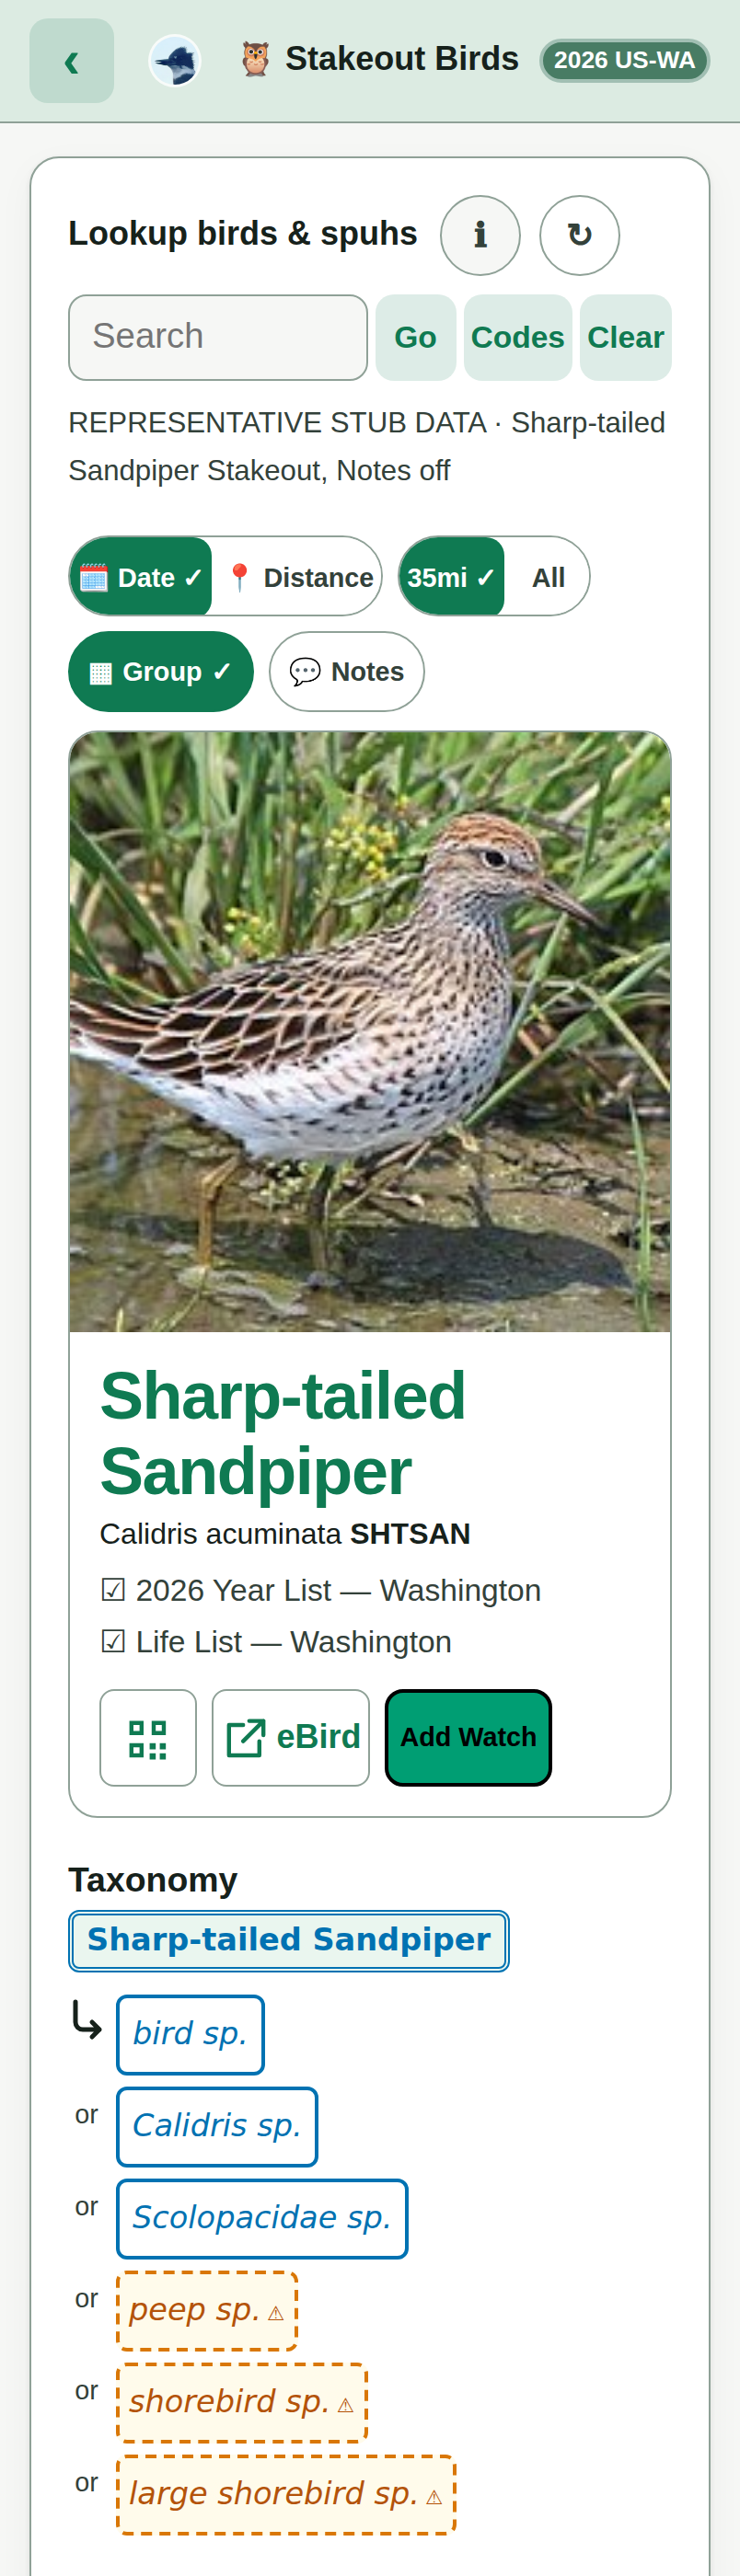 ‹ 🦉 Stakeout Birds 2026 US-WA
Lookup birds & spuhs ℹ ↻
Search Go Codes Clear
REPRESENTATIVE STUB DATA · Sharp-tailed
Sandpiper Stakeout, Notes off
🗓️ Date ✓ 📍 Distance 35mi ✓ All
▦ Group ✓ 💬 Notes
Sharp-tailed
Sandpiper
Calidris acuminata SHTSAN
☑ 2026 Year List — Washington
☑ Life List — Washington
eBird Add Watch
Taxonomy
Sharp-tailed Sandpiper
bird sp.
or Calidris sp.
or Scolopacidae sp.
or peep sp. ⚠
or shorebird sp. ⚠
or large shorebird sp. ⚠